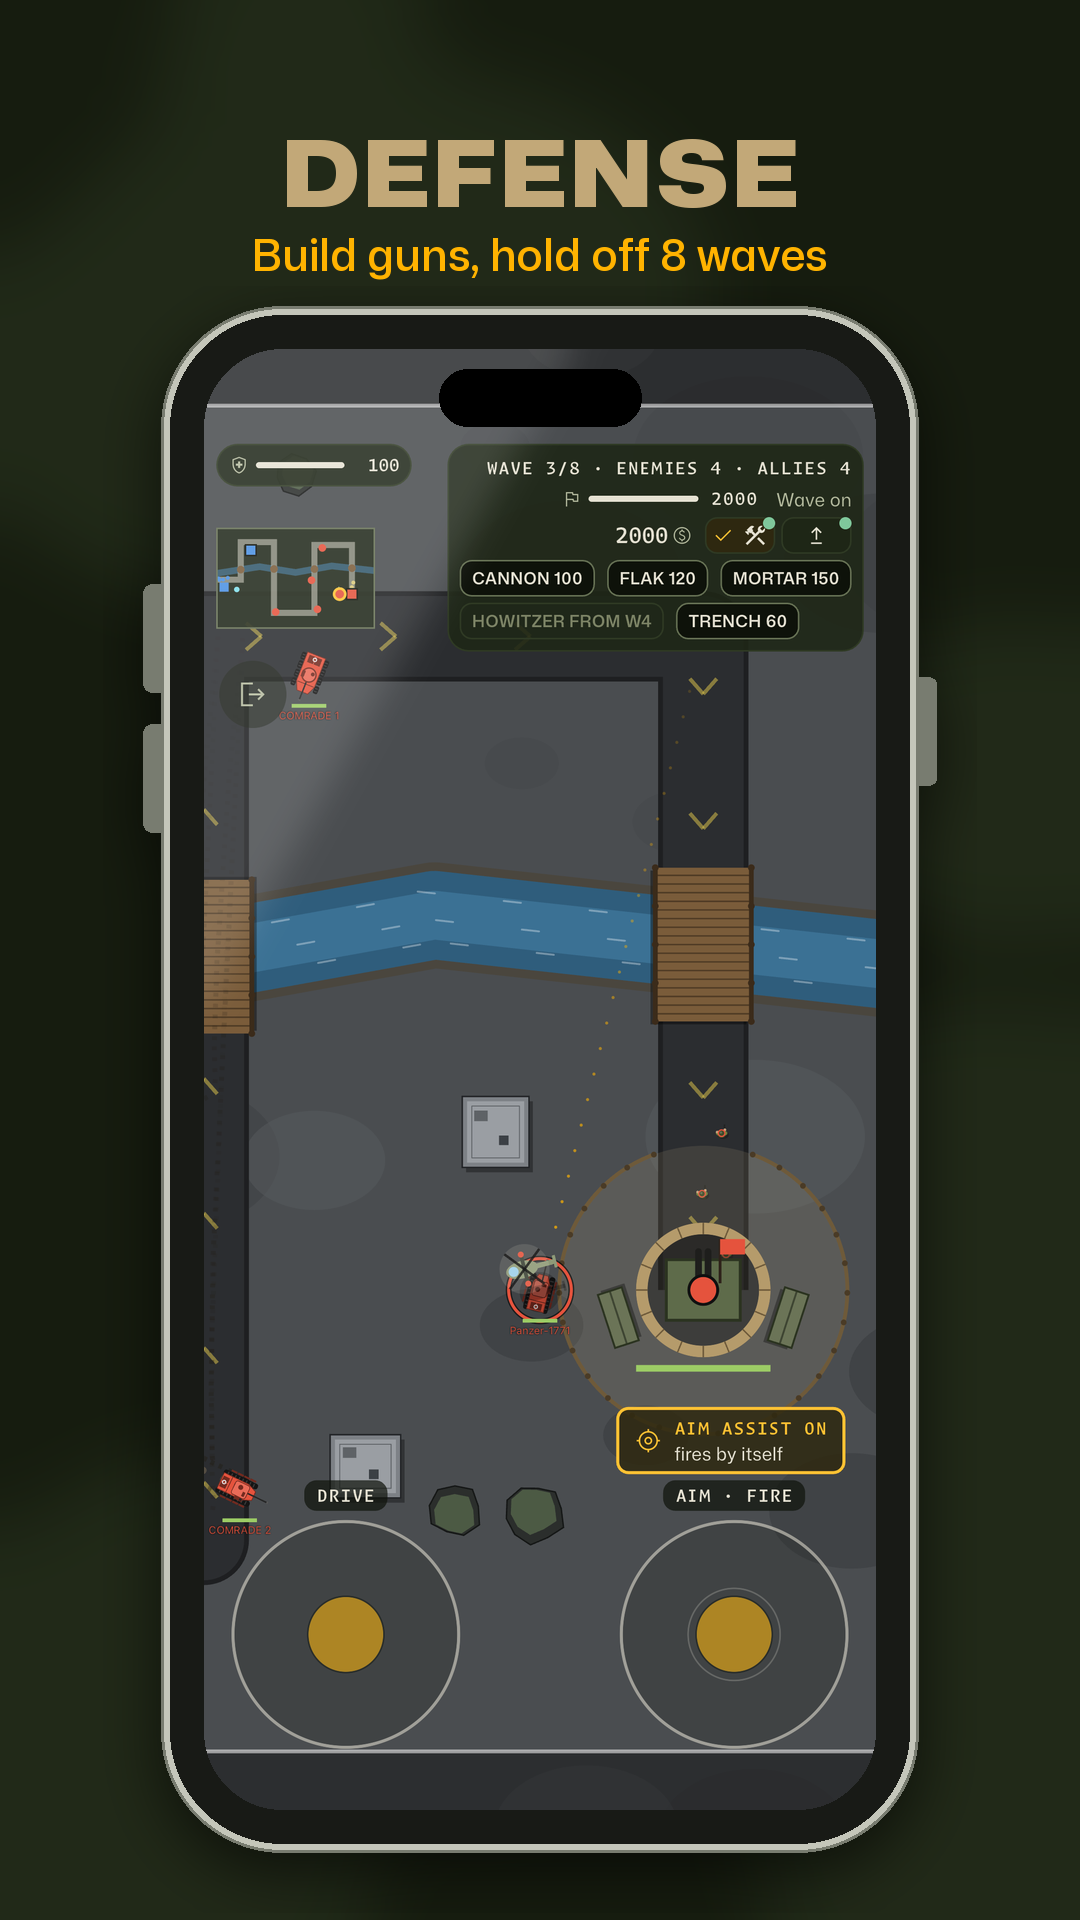 DEFENSE
Build guns, hold off 8 waves
100
WAVE 3/8 · ENEMIES 4 · ALLIES 4
2000 Wave on
2000
CANNON 100 FLAK 120 MORTAR 150
HOWITZER FROM W4 TRENCH 60
COMRADE 1
Panzer-1771
AIM ASSIST ON
fires by itself
DRIVE
AIM · FIRE
COMRADE 2